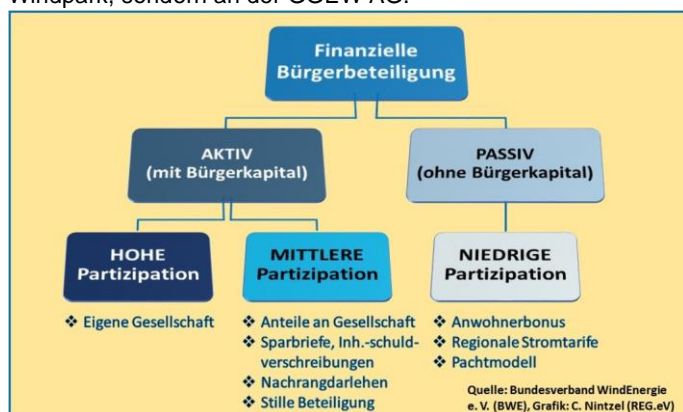 Windpark, sondern an der GGEW AG.
Finanzielle
Bürgerbeteiligung
AKTIV
(mit Bürgerkapital)
PASSIV
(ohne Bürgerkapital)
HOHE
Partizipation
MITTLERE
Partizipation
NIEDRIGE
Partizipation
❖ Eigene Gesellschaft
❖ Anteile an Gesellschaft
❖ Sparbriefe, Inh.-schuld-
verschreibungen
❖ Nachrangdarlehen
❖ Stille Beteiligung
❖ Anwohnerbonus
❖ Regionale Stromtarife
❖ Pachtmodell
Quelle: Bundesverband WindEnergie
e. V. (BWE), Grafik: C. Nintzel (REG.eV)